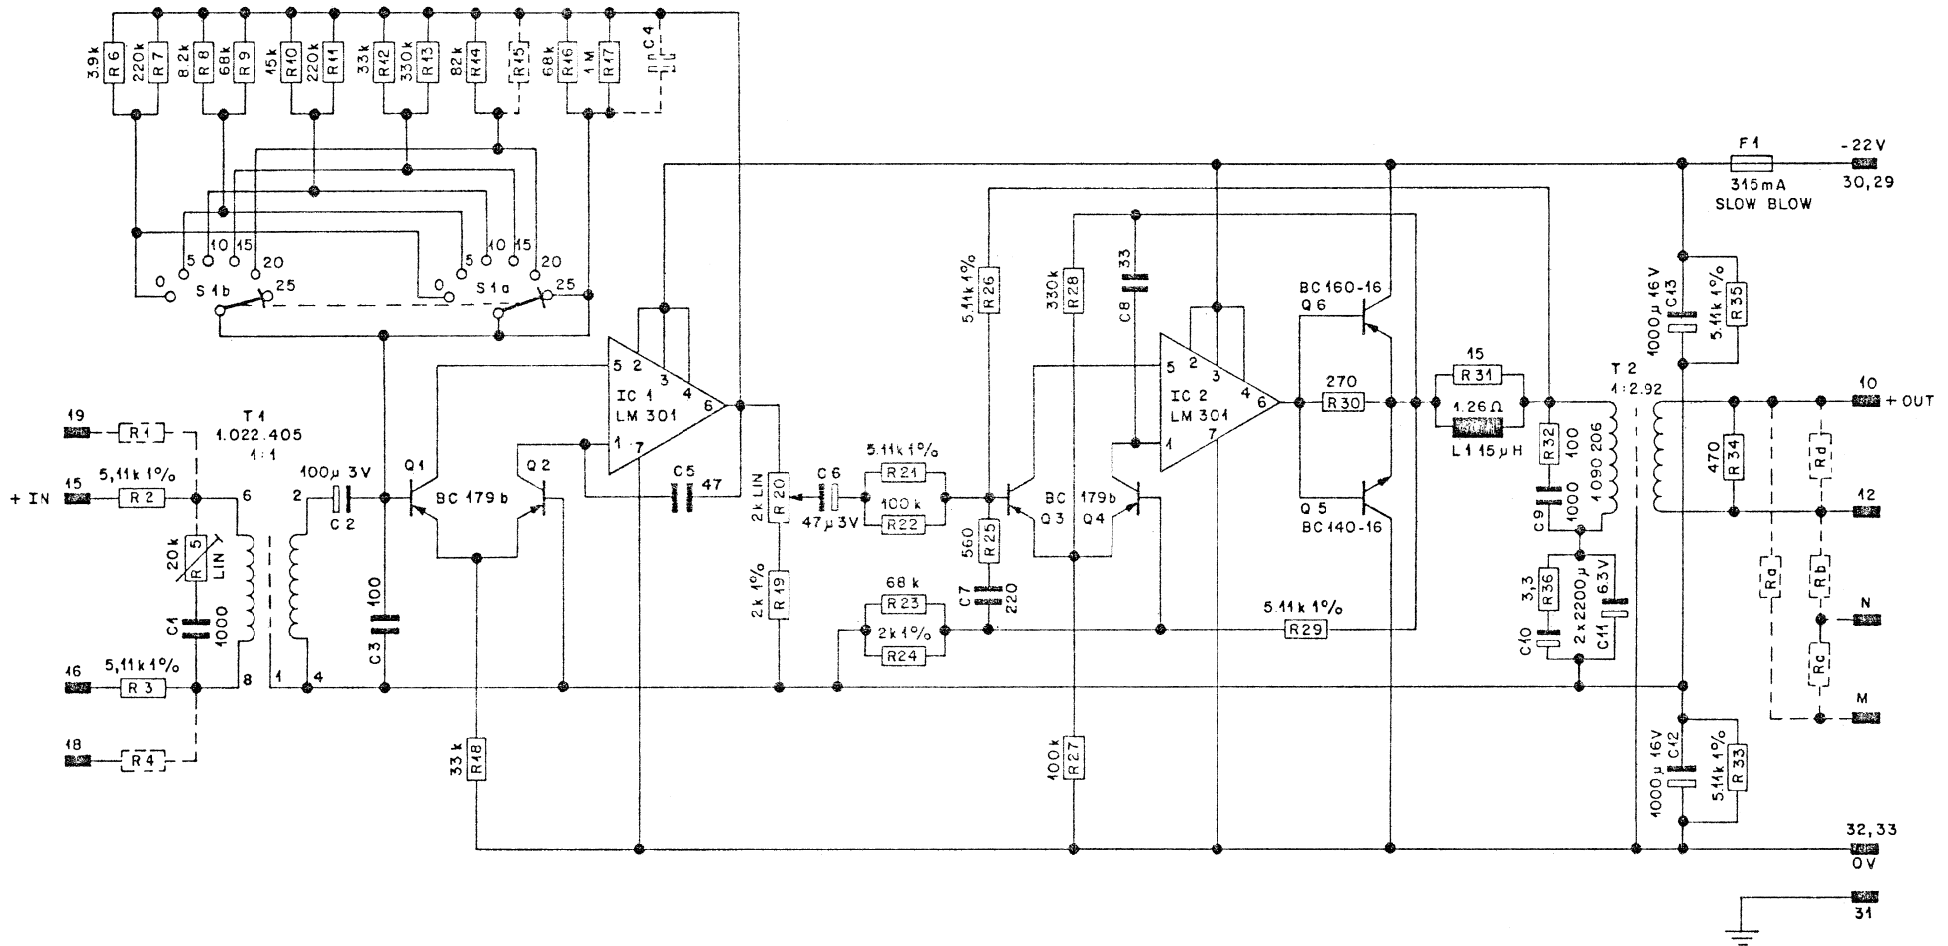 3.9k R6 220k R7 8.2k R8 68k R9 15k R10 220k R11 33k R12 330k R13 82k R14 R15 68k R16 1M R17 C4
F1 -22V
315mA 30,29
SLOW BLOW
0 5 10 15 20 25 S1b
0 5 10 15 20 25 S1a
5 2 3 4 6 1 7
IC 1
LM 301
5.11k 1% R26
330k R28
33 C8
5 2 3 4 6 1 7
IC 2
LM 301
BC 160-16
Q6
270
R30
Q5
BC 140-16
15
R31
1.26Ω
L1 15µH
T2
1:2.92
1000µ 16V C13
5.11k 1% R35
10
+ OUT
R32 100
C9 1000
1090 206
470 R34
Rd
12
19
R1
T1
1.022.405
1:1
5,11k 1%
15
+ IN R2
6 2
100µ 3V
C2
Q1 Q2
BC 179b
C5 47
2k LIN R20
C6
47µ3V
5.11k 1%
R21
100k
R22
BC 179b
Q3 Q4
20k R5 LIN
C1 1000
100 C3
2k 1% R19
560 R25
C7 220
68k
R23
2k 1%
R24
5.11k 1%
R29
3,3 R36
C10
2x2200µ
C11 6.3V
Ra
Rb
N
Rc
M
5,11k 1%
16
R3
8 1 4
18
R4
33k R18
100k R27
1000µ 16V C12
5.11k 1% R33
32,33
0V
31